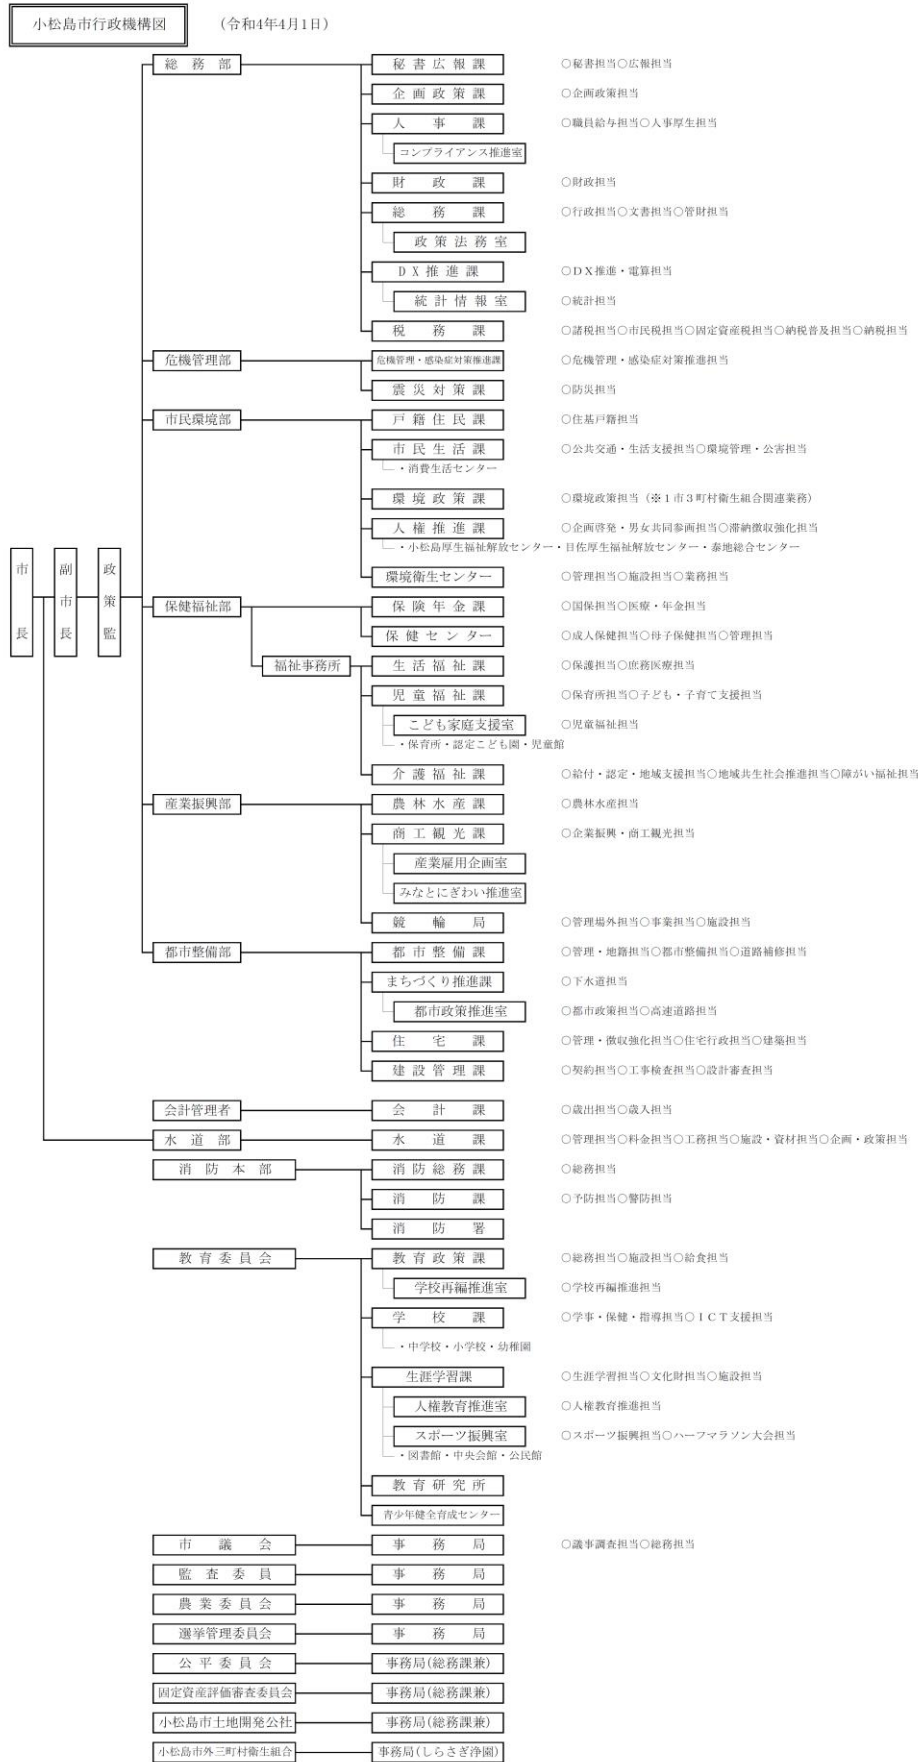 小松島市行政機構図 (令和4年4月1日)
総務部 秘書広報課 ○秘書担当○広報担当
企画政策課 ○企画政策担当
人事課 ○職員給与担当○人事厚生担当
コンプライアンス推進室
財政課 ○財政担当
総務課 ○行政担当○文書担当○管財担当
政策法務室
DX推進課 ○DX推進・電算担当
統計情報室 ○統計担当
税務課 ○諸税担当○市民税担当○固定資産税担当○納税普及担当○納税担当
危機管理部 危機管理・感染症対策推進課 ○危機管理・感染症対策推進担当
震災対策課 ○防災担当
市民環境部 戸籍住民課 ○住基戸籍担当
市民生活課 ○公共交通・生活支援担当○環境管理・公害担当
・消費生活センター
環境政策課 ○環境政策担当(※1市3町村衛生組合関連業務)
人権推進課 ○企画啓発・男女共同参画担当○滞納徴収強化担当
・小松島厚生福祉解放センター・日佐厚生福祉解放センター・泰地総合センター
環境衛生センター ○管理担当○施設担当○業務担当
市長 副市長 政策監
保健福祉部 保険年金課 ○国保担当○医療・年金担当
保健センター ○成人保健担当○母子保健担当○管理担当
福祉事務所 生活福祉課 ○保護担当○庶務医療担当
児童福祉課 ○保育所担当○子ども・子育て支援担当
こども家庭支援室 ○児童福祉担当
・保育所・認定こども園・児童館
介護福祉課 ○給付・認定・地域支援担当○地域共生社会推進担当○障がい福祉担当
産業振興部 農林水産課 ○農林水産担当
商工観光課 ○企業振興・商工観光担当
産業雇用企画室
みなとにぎわい推進室
競輪局 ○管理場外担当○事業担当○施設担当
都市整備部 都市整備課 ○管理・地籍担当○都市整備担当○道路補修担当
まちづくり推進課 ○下水道担当
都市政策推進室 ○都市政策担当○高速道路担当
住宅課 ○管理・徴収強化担当○住宅行政担当○建築担当
建設管理課 ○契約担当○工事検査担当○設計審査担当
会計管理者 会計課 ○歳出担当○歳入担当
水道部 水道課 ○管理担当○料金担当○工務担当○施設・資材担当○企画・政策担当
消防本部 消防総務課 ○総務担当
消防課 ○予防担当○警防担当
消防署
教育委員会 教育政策課 ○総務担当○施設担当○給食担当
学校再編推進室 ○学校再編推進担当
学校課 ○学事・保健・指導担当○ICT支援担当
・中学校・小学校・幼稚園
生涯学習課 ○生涯学習担当○文化財担当○施設担当
人権教育推進室 ○人権教育推進担当
スポーツ振興室 ○スポーツ振興担当○ハーフマラソン大会担当
・図書館・中央会館・公民館
教育研究所
青少年健全育成センター
市議会 事務局 ○議事調査担当○総務担当
監査委員 事務局
農業委員会 事務局
選挙管理委員会 事務局
公平委員会 事務局(総務課兼)
固定資産評価審査委員会 事務局(総務課兼)
小松島市土地開発公社 事務局(総務課兼)
小松島市外三町村衛生組合 事務局(しらさぎ浄園)